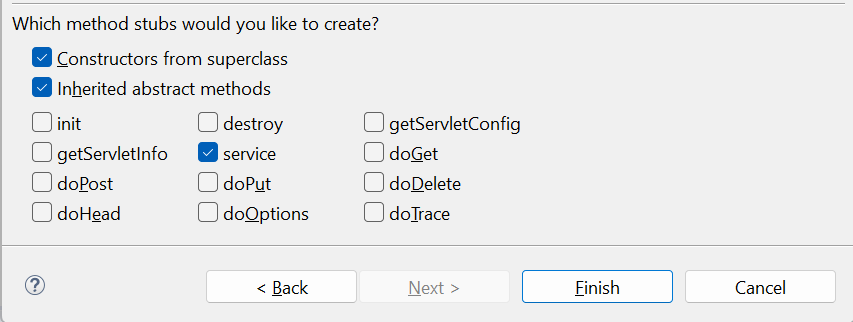 Which method stubs would you like to create?
Constructors from superclass
Inherited abstract methods
init destroy getServletConfig
getServletInfo service doGet
doPost doPut doDelete
doHead doOptions doTrace
? < Back Next > Finish Cancel